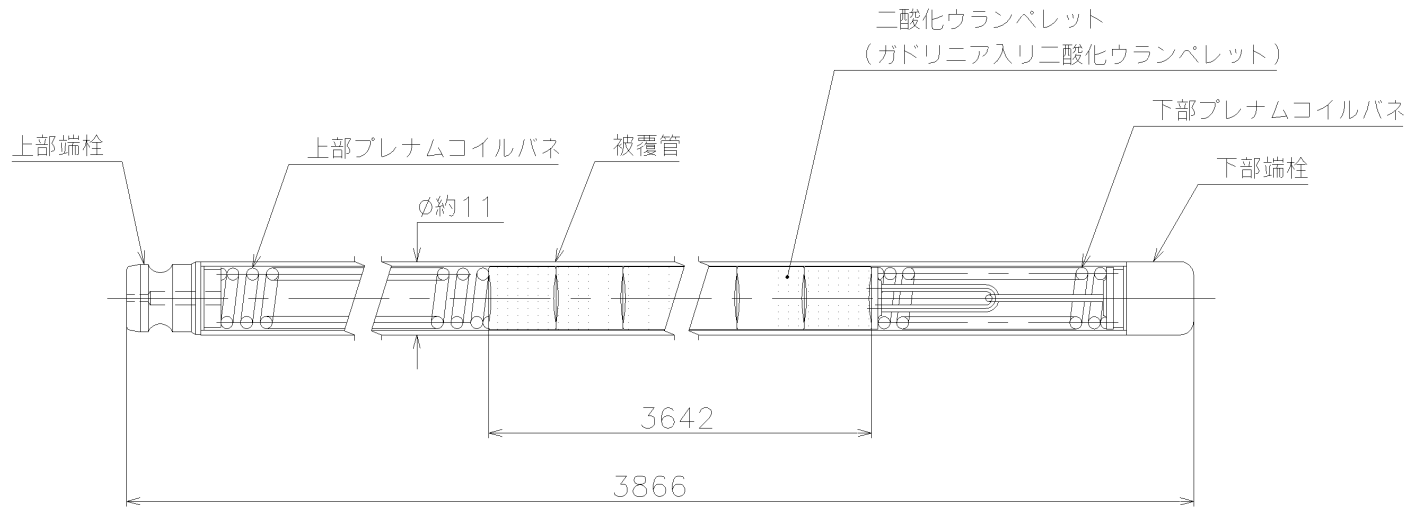 二酸化ウランペレット
（ガドリニア入り二酸化ウランペレット）
下部プレナムコイルバネ
上部端栓
上部プレナムコイルバネ
被覆管
下部端栓
φ約11
3642
3866